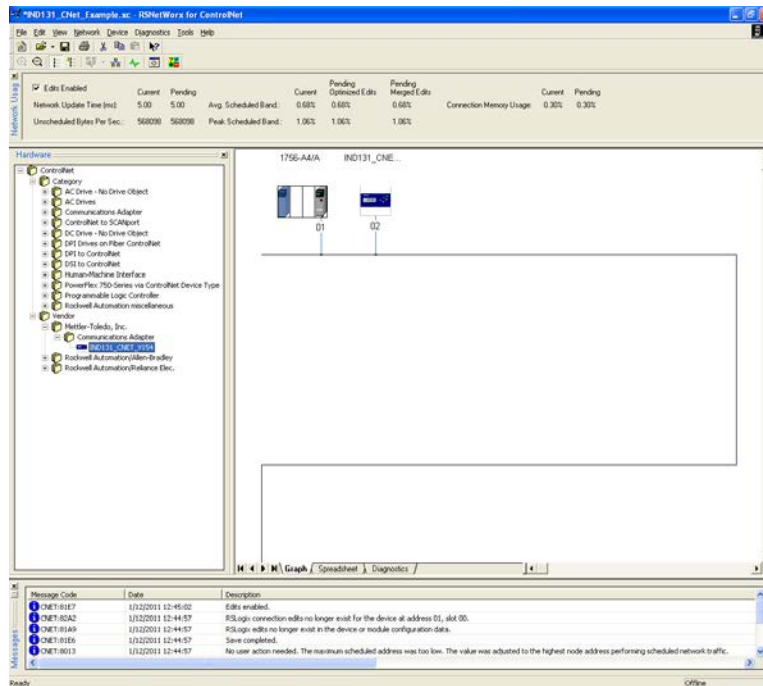 *IND131_CNet_Example.xc - RSNetWorx for ControlNet
File Edit View Network Device Diagnostics Tools Help
Network Usag
Edits Enabled
Current Pending
Current Pending Optimized Edits Pending Merged Edits
Current Pending
Network Update Time (ms): 5.00 5.00 Avg. Scheduled Band.: 0.68% 0.68% 0.68% Connection Memory Usage: 0.30% 0.30%
Unscheduled Bytes Per Sec.: 568098 568098 Peak Scheduled Band.: 1.06% 1.06% 1.06%
Hardware
ControlNet
Category
AC Drive - No Drive Object
AC Drives
Communications Adapter
ControlNet to SCANport
DC Drive - No Drive Object
DPI Drives on Fiber ControlNet
DPI to ControlNet
DSI to ControlNet
Human-Machine Interface
PowerFlex 750-Series via ControlNet Device Type
Programmable Logic Controller
Rockwell Automation miscellaneous
Vendor
Mettler-Toledo, Inc.
Communications Adapter
IND131_CNET_V154
Rockwell Automation/Allen-Bradley
Rockwell Automation/Reliance Elec.
1756-A4/A IND131_CNE...
01 02
Graph Spreadsheet Diagnostics
Messages
Message Code Date Description
CNET:81E7 1/12/2011 12:45:02 Edits enabled.
CNET:82A2 1/12/2011 12:44:57 RSLogix connection edits no longer exist for the device at address 01, slot 00.
CNET:81A9 1/12/2011 12:44:57 RSLogix edits no longer exist in the device or module configuration data.
CNET:81E6 1/12/2011 12:44:57 Save completed.
CNET:8013 1/12/2011 12:44:57 No user action needed. The maximum scheduled address was too low. The value was adjusted to the highest node address performing scheduled network traffic.
Ready Offline